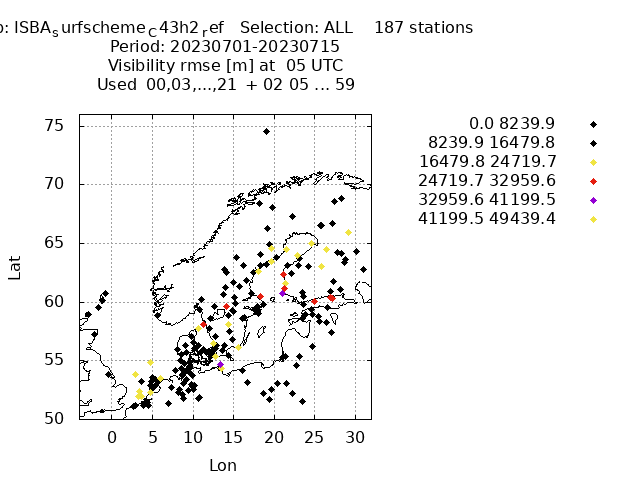 : ISBAsurfschemeC43h2ref Selection: ALL 187 stations
Period: 20230701-20230715
Visibility rmse [m] at 05 UTC
Used 00,03,...,21 + 02 05 ... 59
0.0 8239.9
8239.9 16479.8
16479.8 24719.7
24719.7 32959.6
32959.6 41199.5
41199.5 49439.4
75
70
65
60
55
50
Lat
0 5 10 15 20 25 30
Lon